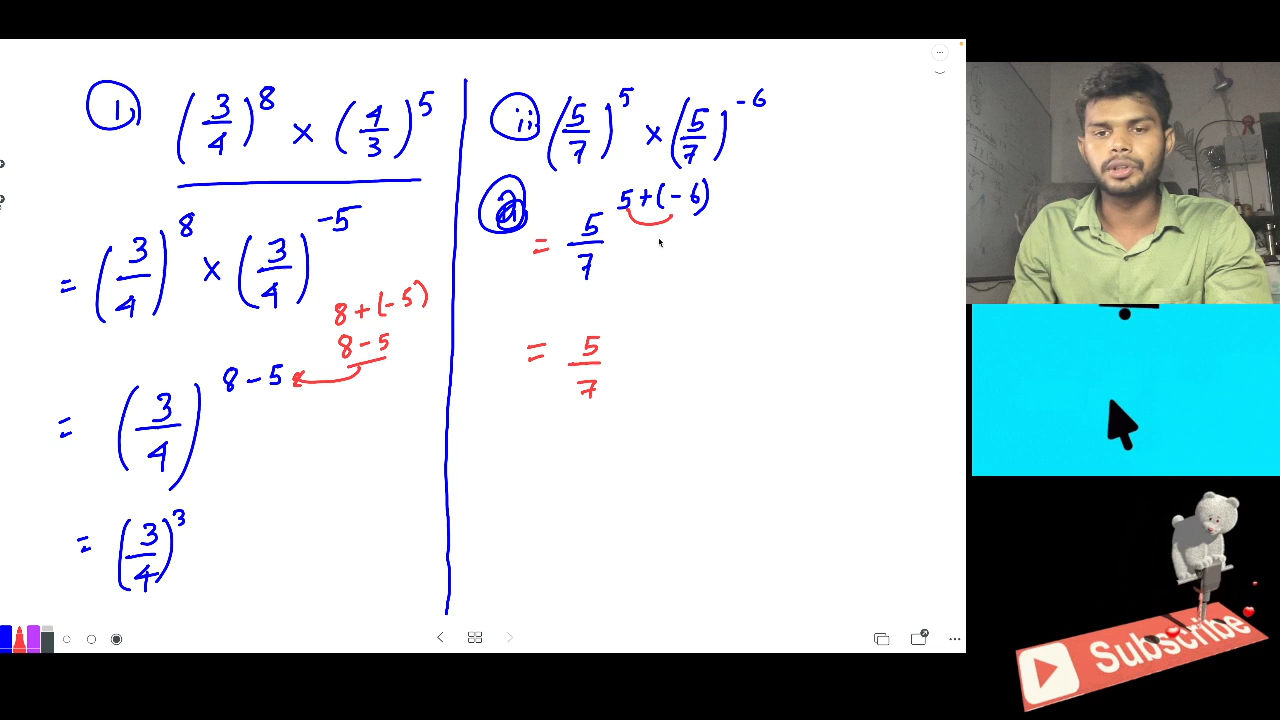 i) (3/4)^8 × (4/3)^5
= (3/4)^8 × (3/4)^-5
8 + (-5)
8 - 5
= (3/4)^8-5
= (3/4)^3
ii) (5/7)^5 × (5/7)^-6
= 5/7^5+(-6)
= 5/7
Subscribe